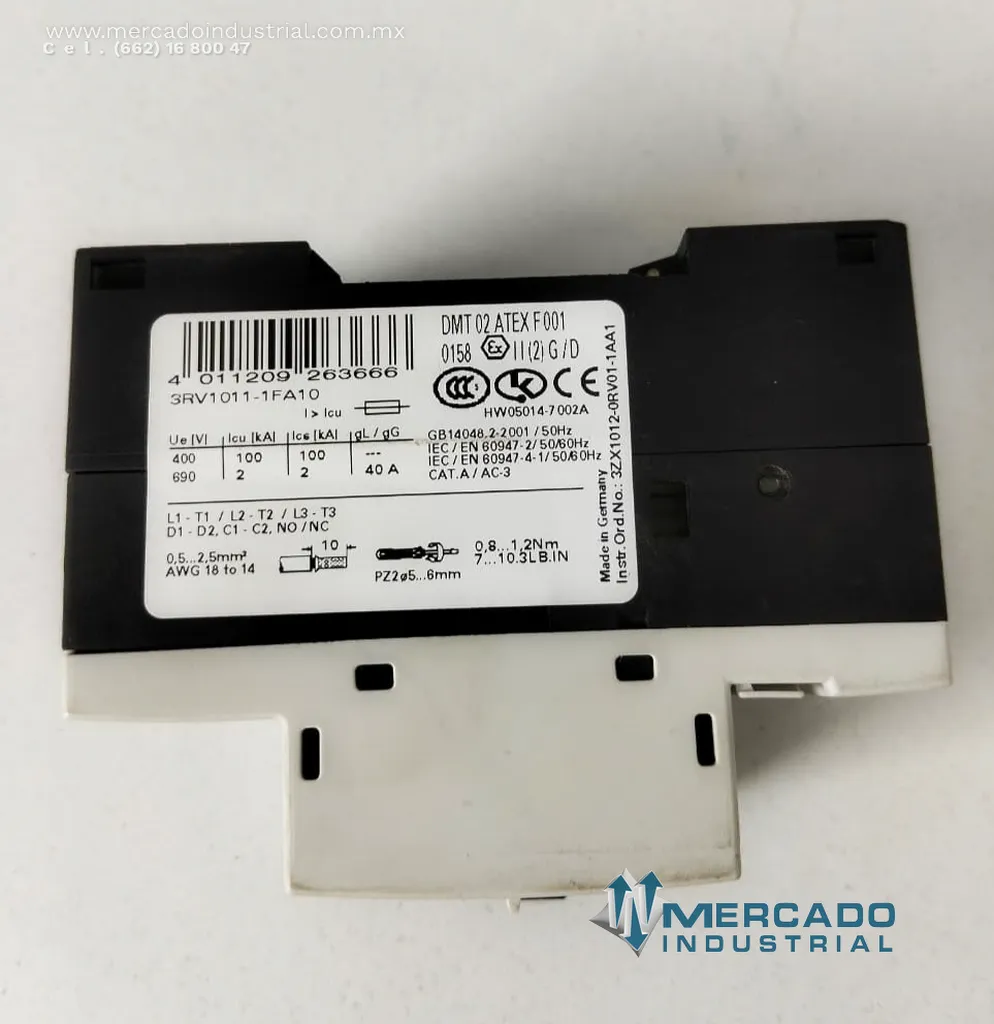 www.mercadoindustrial.com.mx
Cel. (662) 16 800 47
DMT 02 ATEX F 001
0158 Ex II (2) G / D
4 011209 263666
3RV1011-1FA10
I > Icu
CCC CE
HW05014-7002A
Ue [V] Icu [kA] Ics [kA] gL / gG
400 100 100 ---
690 2 2 40 A
GB14048.2-2001 / 50Hz
IEC / EN 60947-2/ 50/60Hz
IEC / EN 60947-4-1/ 50/60Hz
CAT. A / AC-3
L1 - T1 / L2 - T2 / L3 - T3
D1 - D2, C1 - C2, NO / NC
0,5...2,5mm²
AWG 18 to 14
10
PZ2ø5...6mm
0,8...1,2Nm
7...10.3LB.IN
Made in Germany
Instr.Ord.No.: 3ZX1012-0RV01-1AA1
MERCADO
INDUSTRIAL